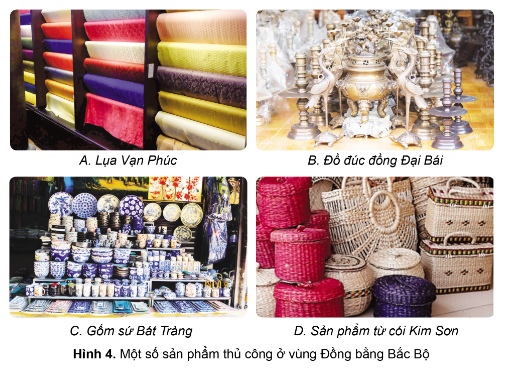 A. Lụa Vạn Phúc
B. Đồ đúc đồng Đại Bái
C. Gốm sứ Bát Tràng
D. Sản phẩm từ cói Kim Sơn
Hình 4. Một số sản phẩm thủ công ở vùng Đồng bằng Bắc Bộ